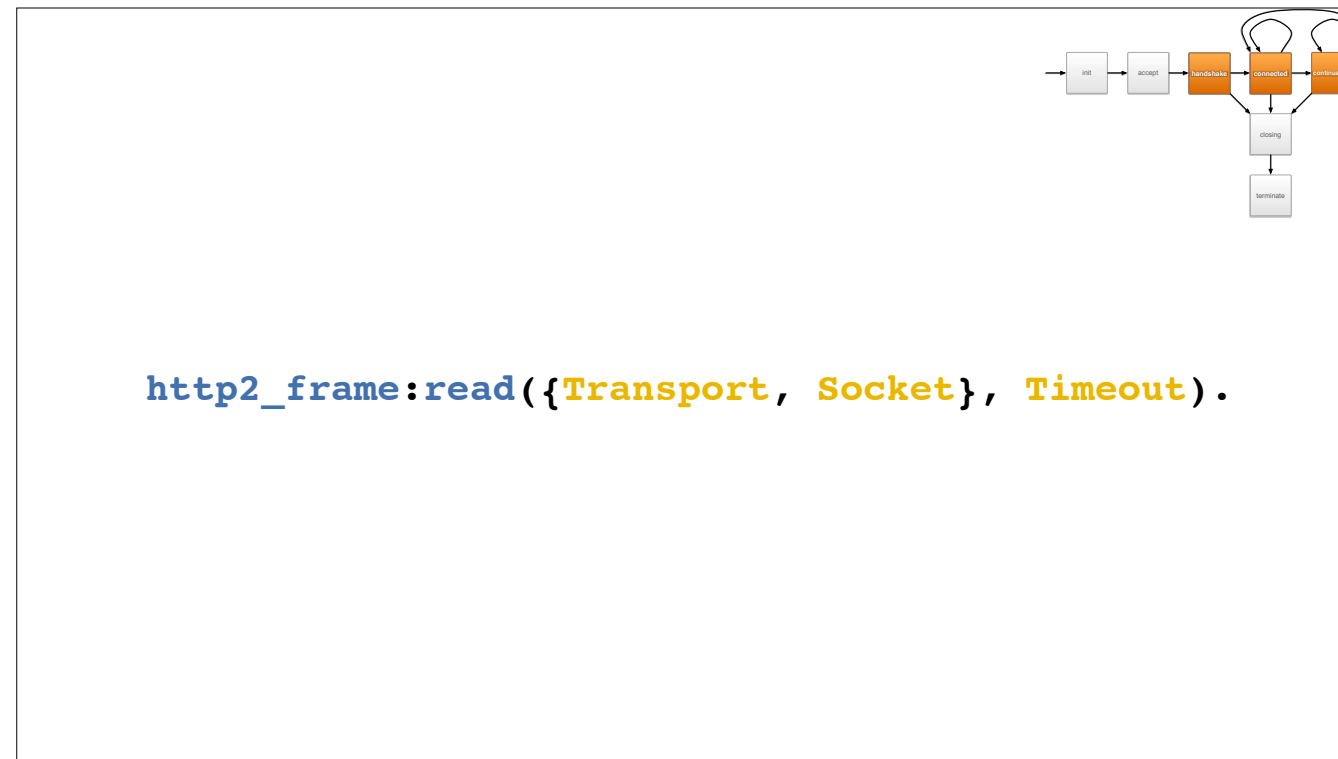 init
accept
handshake
connected
closing
terminate
http2_frame:read({Transport, Socket}, Timeout).